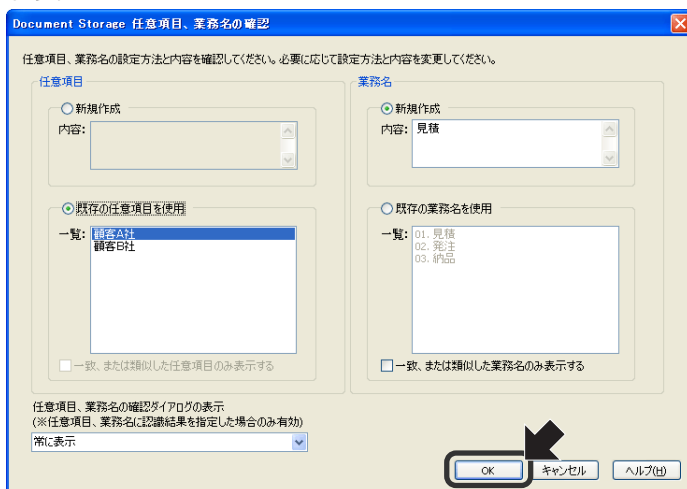 Document Storage 任意項目、業務名の確認
任意項目、業務名の設定方法と内容を確認してください。必要に応じて設定方法と内容を変更してください。
任意項目
新規作成
内容:
既存の任意項目を使用
一覧:
顧客A社
顧客B社
一致、または類似した任意項目のみ表示する
業務名
新規作成
内容:
見積
既存の業務名を使用
一覧:
01. 見積
02. 発注
03. 納品
一致、または類似した業務名のみ表示する
任意項目、業務名の確認ダイアログの表示
(※任意項目、業務名に認識結果を指定した場合のみ有効)
常に表示
OK
キャンセル
ヘルプ(H)